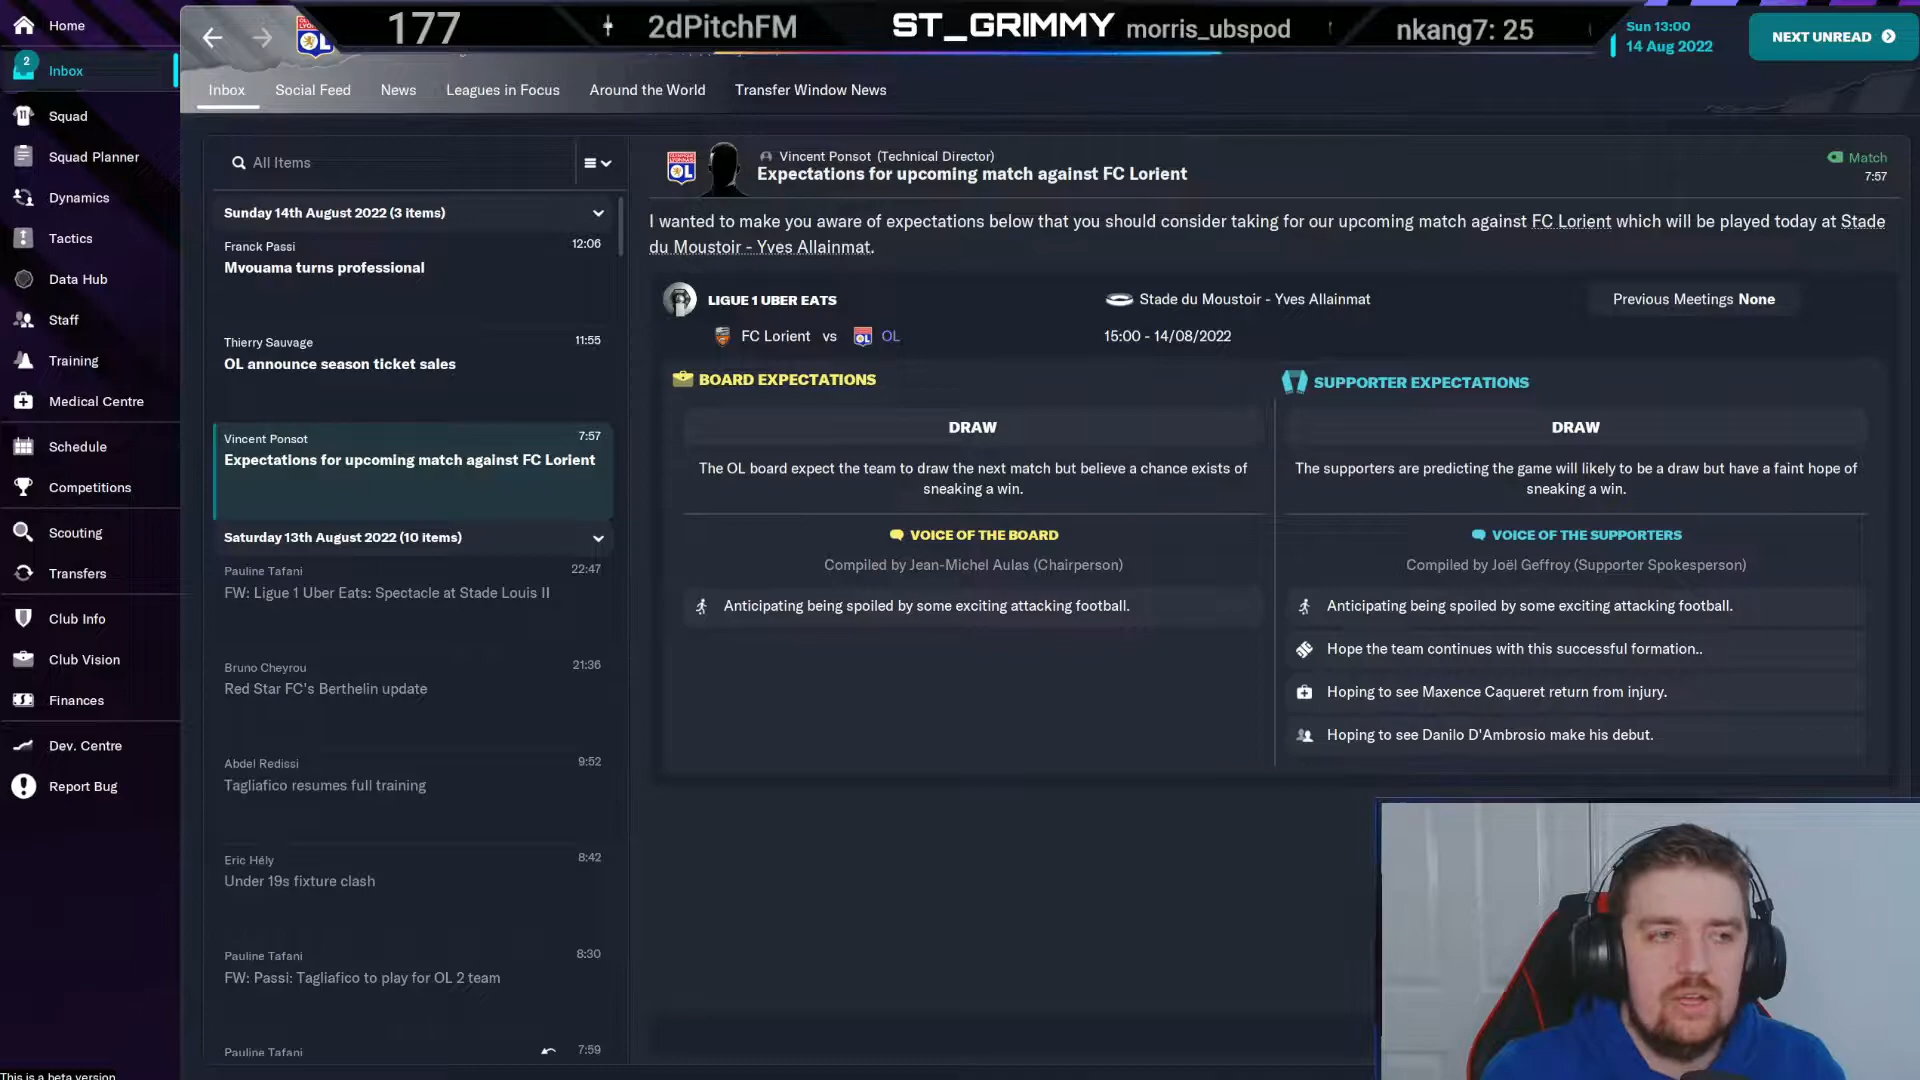 Home
2
Inbox
Squad
Squad Planner
Dynamics
Tactics
Data Hub
Staff
Training
Medical Centre
Schedule
Competitions
Scouting
Transfers
Club Info
Club Vision
Finances
Dev. Centre
Report Bug
This is a beta version
177
2dPitchFM
ST_GRIMMY
morris_ubspod
nkang7: 25
Sun 13:00
14 Aug 2022
NEXT UNREAD
Inbox
Social Feed
News
Leagues in Focus
Around the World
Transfer Window News
All Items
Sunday 14th August 2022 (3 items)
Franck Passi 12:06
Mvouama turns professional
Thierry Sauvage 11:55
OL announce season ticket sales
Vincent Ponsot 7:57
Expectations for upcoming match against FC Lorient
Saturday 13th August 2022 (10 items)
Pauline Tafani 22:47
FW: Ligue 1 Uber Eats: Spectacle at Stade Louis II
Bruno Cheyrou 21:36
Red Star FC's Berthelin update
Abdel Redissi 9:52
Tagliafico resumes full training
Eric Hély 8:42
Under 19s fixture clash
Pauline Tafani 8:30
FW: Passi: Tagliafico to play for OL 2 team
Pauline Tafani 7:59
OL
Vincent Ponsot (Technical Director)
Expectations for upcoming match against FC Lorient
Match
7:57
I wanted to make you aware of expectations below that you should consider taking for our upcoming match against FC Lorient which will be played today at Stade
du Moustoir - Yves Allainmat.
LIGUE 1 UBER EATS
Stade du Moustoir - Yves Allainmat
Previous Meetings None
FC Lorient vs OL
15:00 - 14/08/2022
BOARD EXPECTATIONS
DRAW
The OL board expect the team to draw the next match but believe a chance exists of
sneaking a win.
VOICE OF THE BOARD
Compiled by Jean-Michel Aulas (Chairperson)
Anticipating being spoiled by some exciting attacking football.
SUPPORTER EXPECTATIONS
DRAW
The supporters are predicting the game will likely to be a draw but have a faint hope of
sneaking a win.
VOICE OF THE SUPPORTERS
Compiled by Joël Geffroy (Supporter Spokesperson)
Anticipating being spoiled by some exciting attacking football.
Hope the team continues with this successful formation..
Hoping to see Maxence Caqueret return from injury.
Hoping to see Danilo D'Ambrosio make his debut.